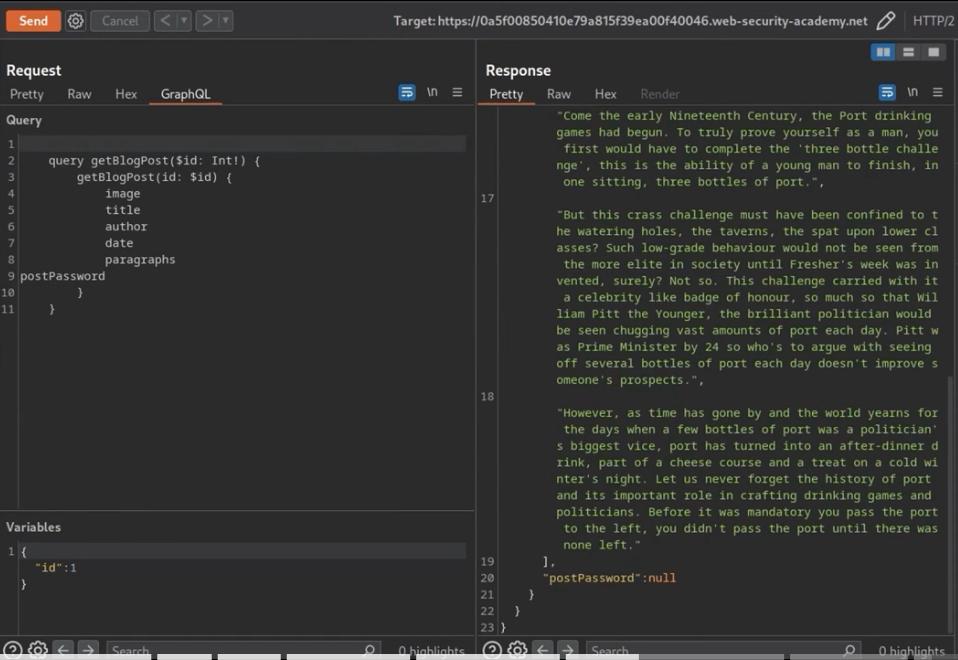 Send
Cancel
Target: https://0a5f00850410e79a815f39ea00f40046.web-security-academy.net
HTTP/2
Request
Pretty
Raw
Hex
GraphQL
\n
Query
1
2 query getBlogPost($id: Int!) {
3 getBlogPost(id: $id) {
4 image
5 title
6 author
7 date
8 paragraphs
9 postPassword
10 }
11 }
Variables
1 {
"id":1
}
Search
0 highlights
Response
Pretty
Raw
Hex
Render
\n
"Come the early Nineteenth Century, the Port drinking
games had begun. To truly prove yourself as a man, you
first would have to complete the 'three bottle challe
nge', this is the ability of a young man to finish, in
one sitting, three bottles of port.",
17
"But this crass challenge must have been confined to t
he watering holes, the taverns, the spat upon lower cl
asses? Such low-grade behaviour would not be seen from
the more elite in society until Fresher's week was in
vented, surely? Not so. This challenge carried with it
a celebrity like badge of honour, so much so that Wil
liam Pitt the Younger, the brilliant politician would
be seen chugging vast amounts of port each day. Pitt w
as Prime Minister by 24 so who's to argue with seeing
off several bottles of port each day doesn't improve s
omeone's prospects.",
18
"However, as time has gone by and the world yearns for
the days when a few bottles of port was a politician'
s biggest vice, port has turned into an after-dinner d
rink, part of a cheese course and a treat on a cold wi
nter's night. Let us never forget the history of port
and its important role in crafting drinking games and
politicians. Before it was mandatory you pass the port
to the left, you didn't pass the port until there was
none left."
19 ],
20 "postPassword":null
21 }
22 }
23 }
Search
0 highlights